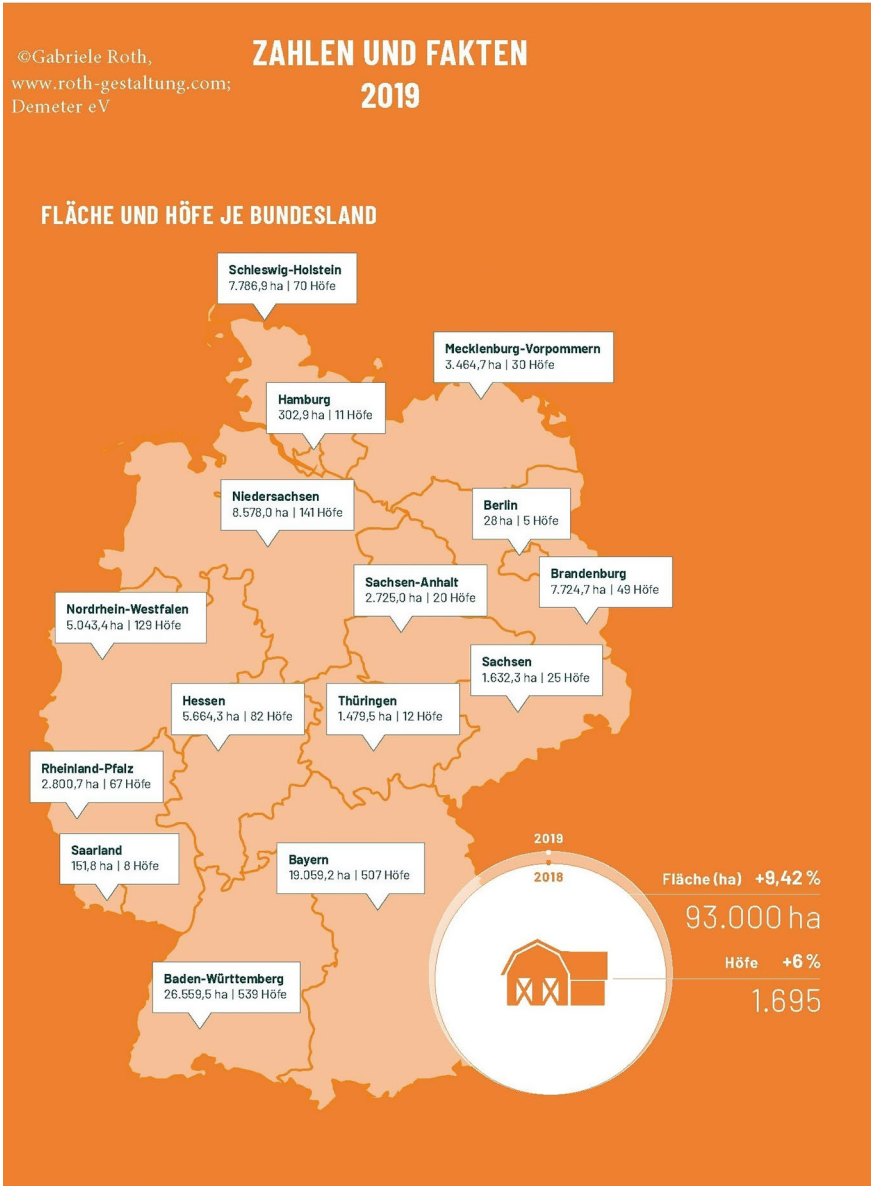 ©Gabriele Roth,
www.roth-gestaltung.com;
Demeter eV
ZAHLEN UND FAKTEN
2019
FLÄCHE UND HÖFE JE BUNDESLAND
Schleswig-Holstein
7.786,9 ha | 70 Höfe
Mecklenburg-Vorpommern
3.464,7 ha | 30 Höfe
Hamburg
302,9 ha | 11 Höfe
Niedersachsen
8.578,0 ha | 141 Höfe
Berlin
28 ha | 5 Höfe
Brandenburg
7.724,7 ha | 49 Höfe
Sachsen-Anhalt
2.725,0 ha | 20 Höfe
Nordrhein-Westfalen
5.043,4 ha | 129 Höfe
Sachsen
1.632,3 ha | 25 Höfe
Hessen
5.664,3 ha | 82 Höfe
Thüringen
1.479,5 ha | 12 Höfe
Rheinland-Pfalz
2.800,7 ha | 67 Höfe
Saarland
151,8 ha | 8 Höfe
Bayern
19.059,2 ha | 507 Höfe
Baden-Württemberg
26.559,5 ha | 539 Höfe
2019
2018
Fläche (ha) +9,42 %
93.000 ha
Höfe +6 %
1.695